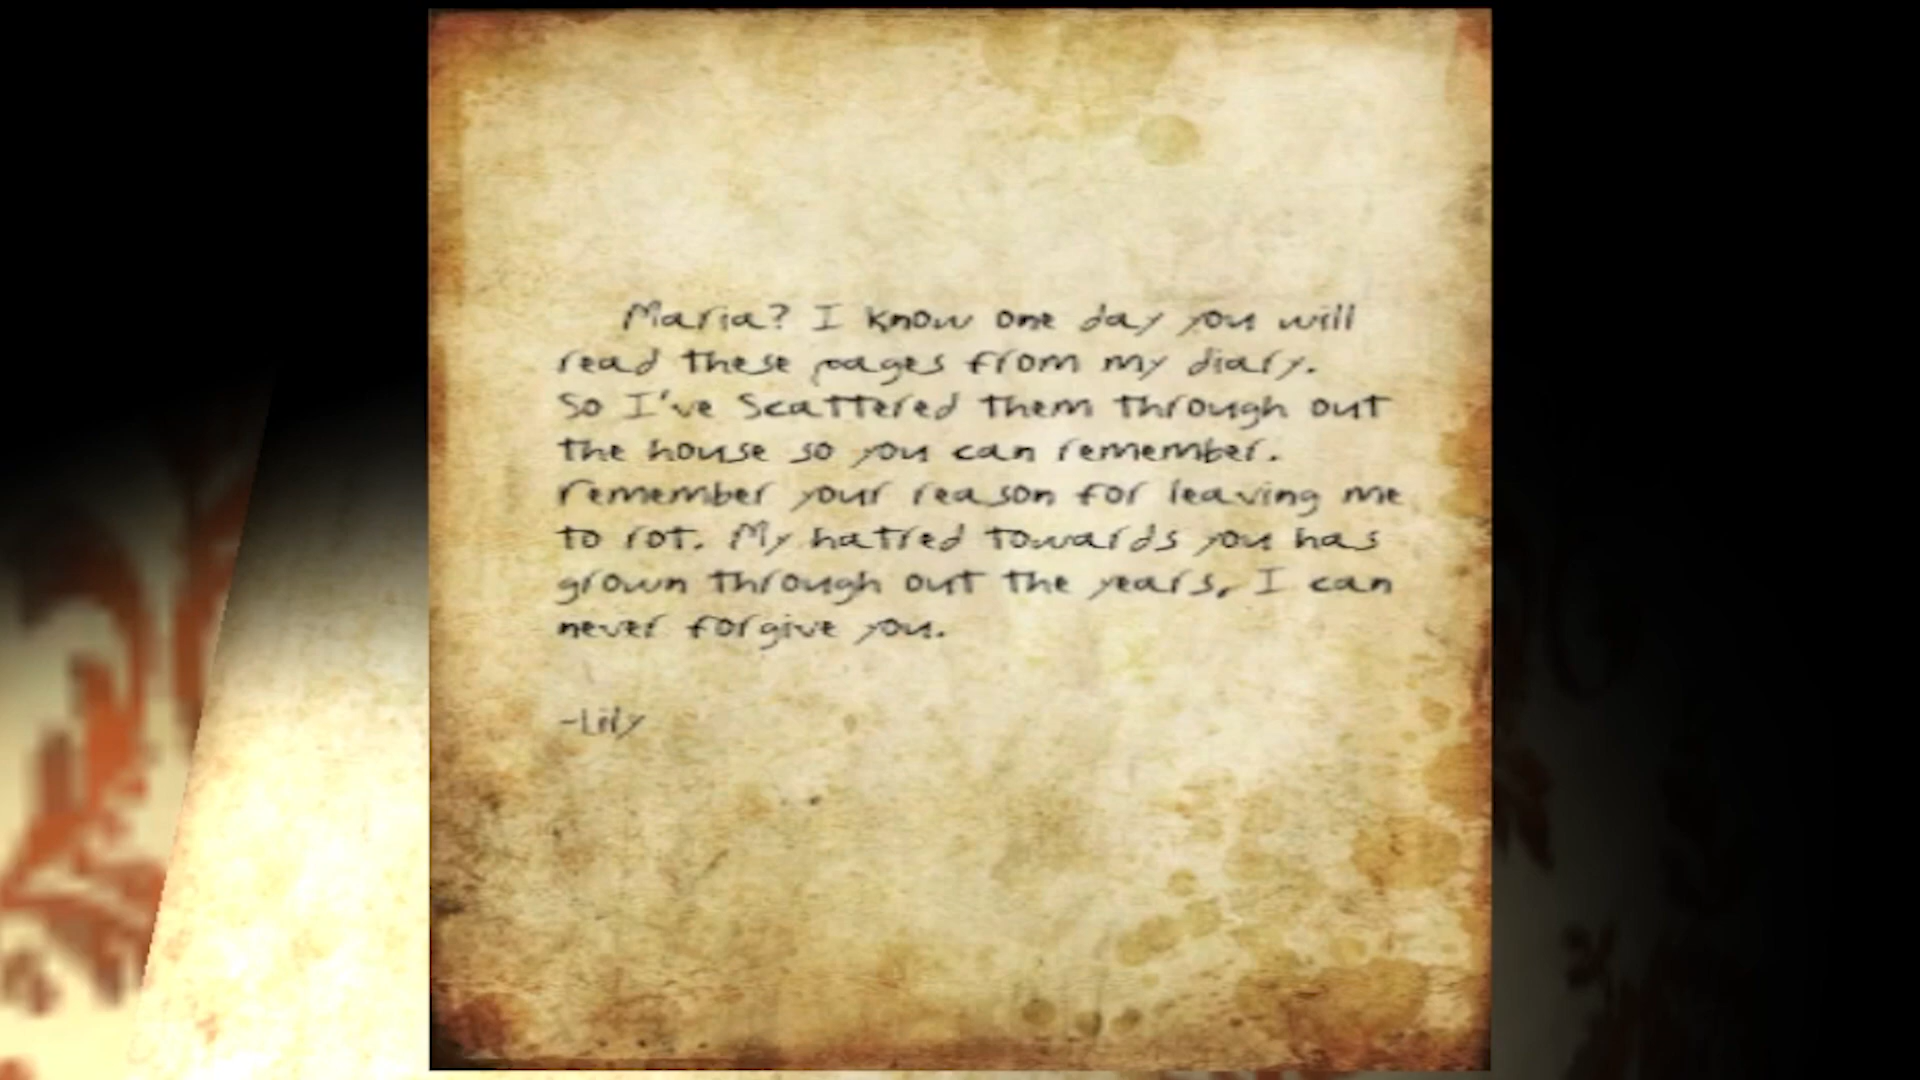 Maria? I know one day you will
read these pages from my diary.
So I've Scattered them through out
the house so you can remember.
remember your reason for leaving me
to rot. My hatred towards you has
grown through out the years, I can
never forgive you.
-Lily